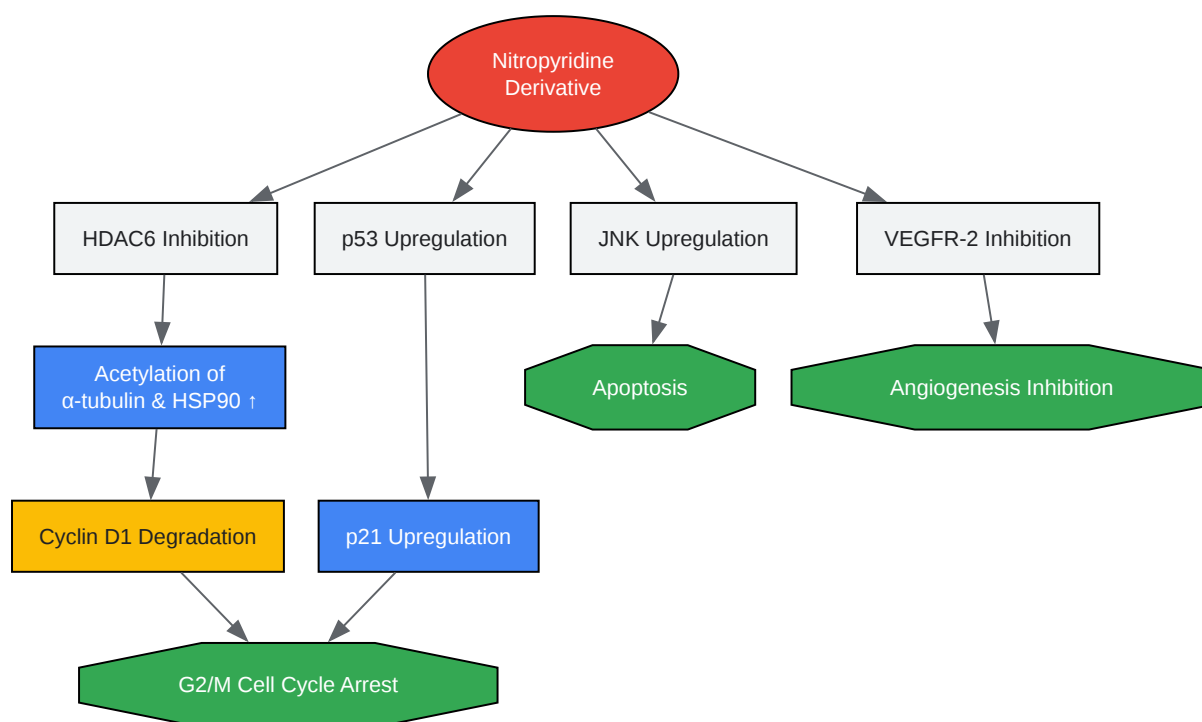 Nitropyridine
Derivative
HDAC6 Inhibition
p53 Upregulation
JNK Upregulation
VEGFR-2 Inhibition
Acetylation of
α-tubulin & HSP90 ↑
Apoptosis
Angiogenesis Inhibition
Cyclin D1 Degradation
p21 Upregulation
G2/M Cell Cycle Arrest